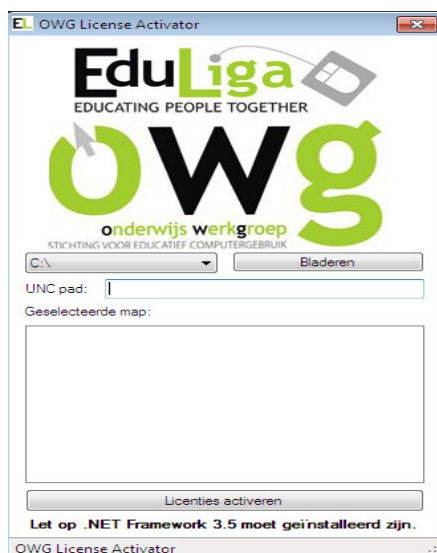 EL OWG License Activator
EduLiga
EDUCATING PEOPLE TOGETHER
owg
onderwijs werkgroep
STICHTING VOOR EDUCATIEF COMPUTERGEBRUIK
C:\
Bladeren
UNC pad:
Geselecteerde map:
Licenties activeren
Let op .NET Framework 3.5 moet geïnstalleerd zijn.
OWG License Activator